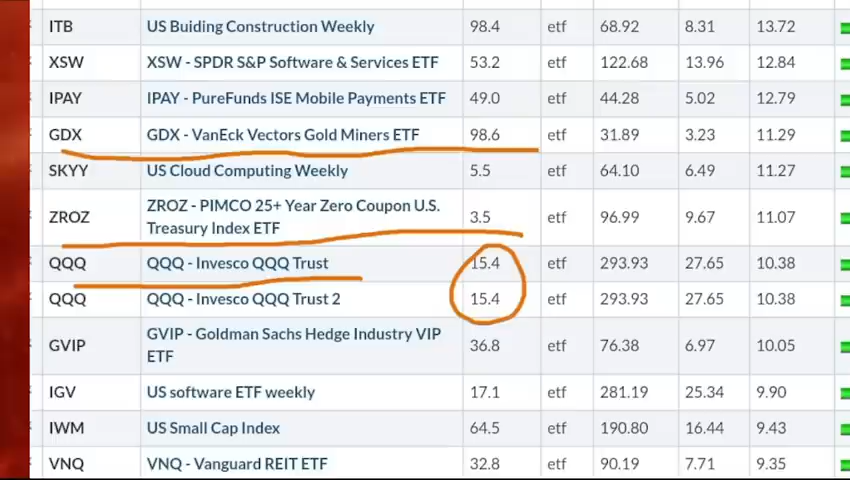 ITB US Buiding Construction Weekly 98.4 etf 68.92 8.31 13.72
XSW XSW - SPDR S&P Software & Services ETF 53.2 etf 122.68 13.96 12.84
IPAY IPAY - PureFunds ISE Mobile Payments ETF 49.0 etf 44.28 5.02 12.79
GDX GDX - VanEck Vectors Gold Miners ETF 98.6 etf 31.89 3.23 11.29
SKYY US Cloud Computing Weekly 5.5 etf 64.10 6.49 11.27
ZROZ ZROZ - PIMCO 25+ Year Zero Coupon U.S. 3.5 etf 96.99 9.67 11.07
Treasury Index ETF
QQQ QQQ - Invesco QQQ Trust 15.4 etf 293.93 27.65 10.38
QQQ QQQ - Invesco QQQ Trust 2 15.4 etf 293.93 27.65 10.38
GVIP GVIP - Goldman Sachs Hedge Industry VIP 36.8 etf 76.38 6.97 10.05
ETF
IGV US software ETF weekly 17.1 etf 281.19 25.34 9.90
IWM US Small Cap Index 64.5 etf 190.80 16.44 9.43
VNQ VNQ - Vanguard REIT ETF 32.8 etf 90.19 7.71 9.35